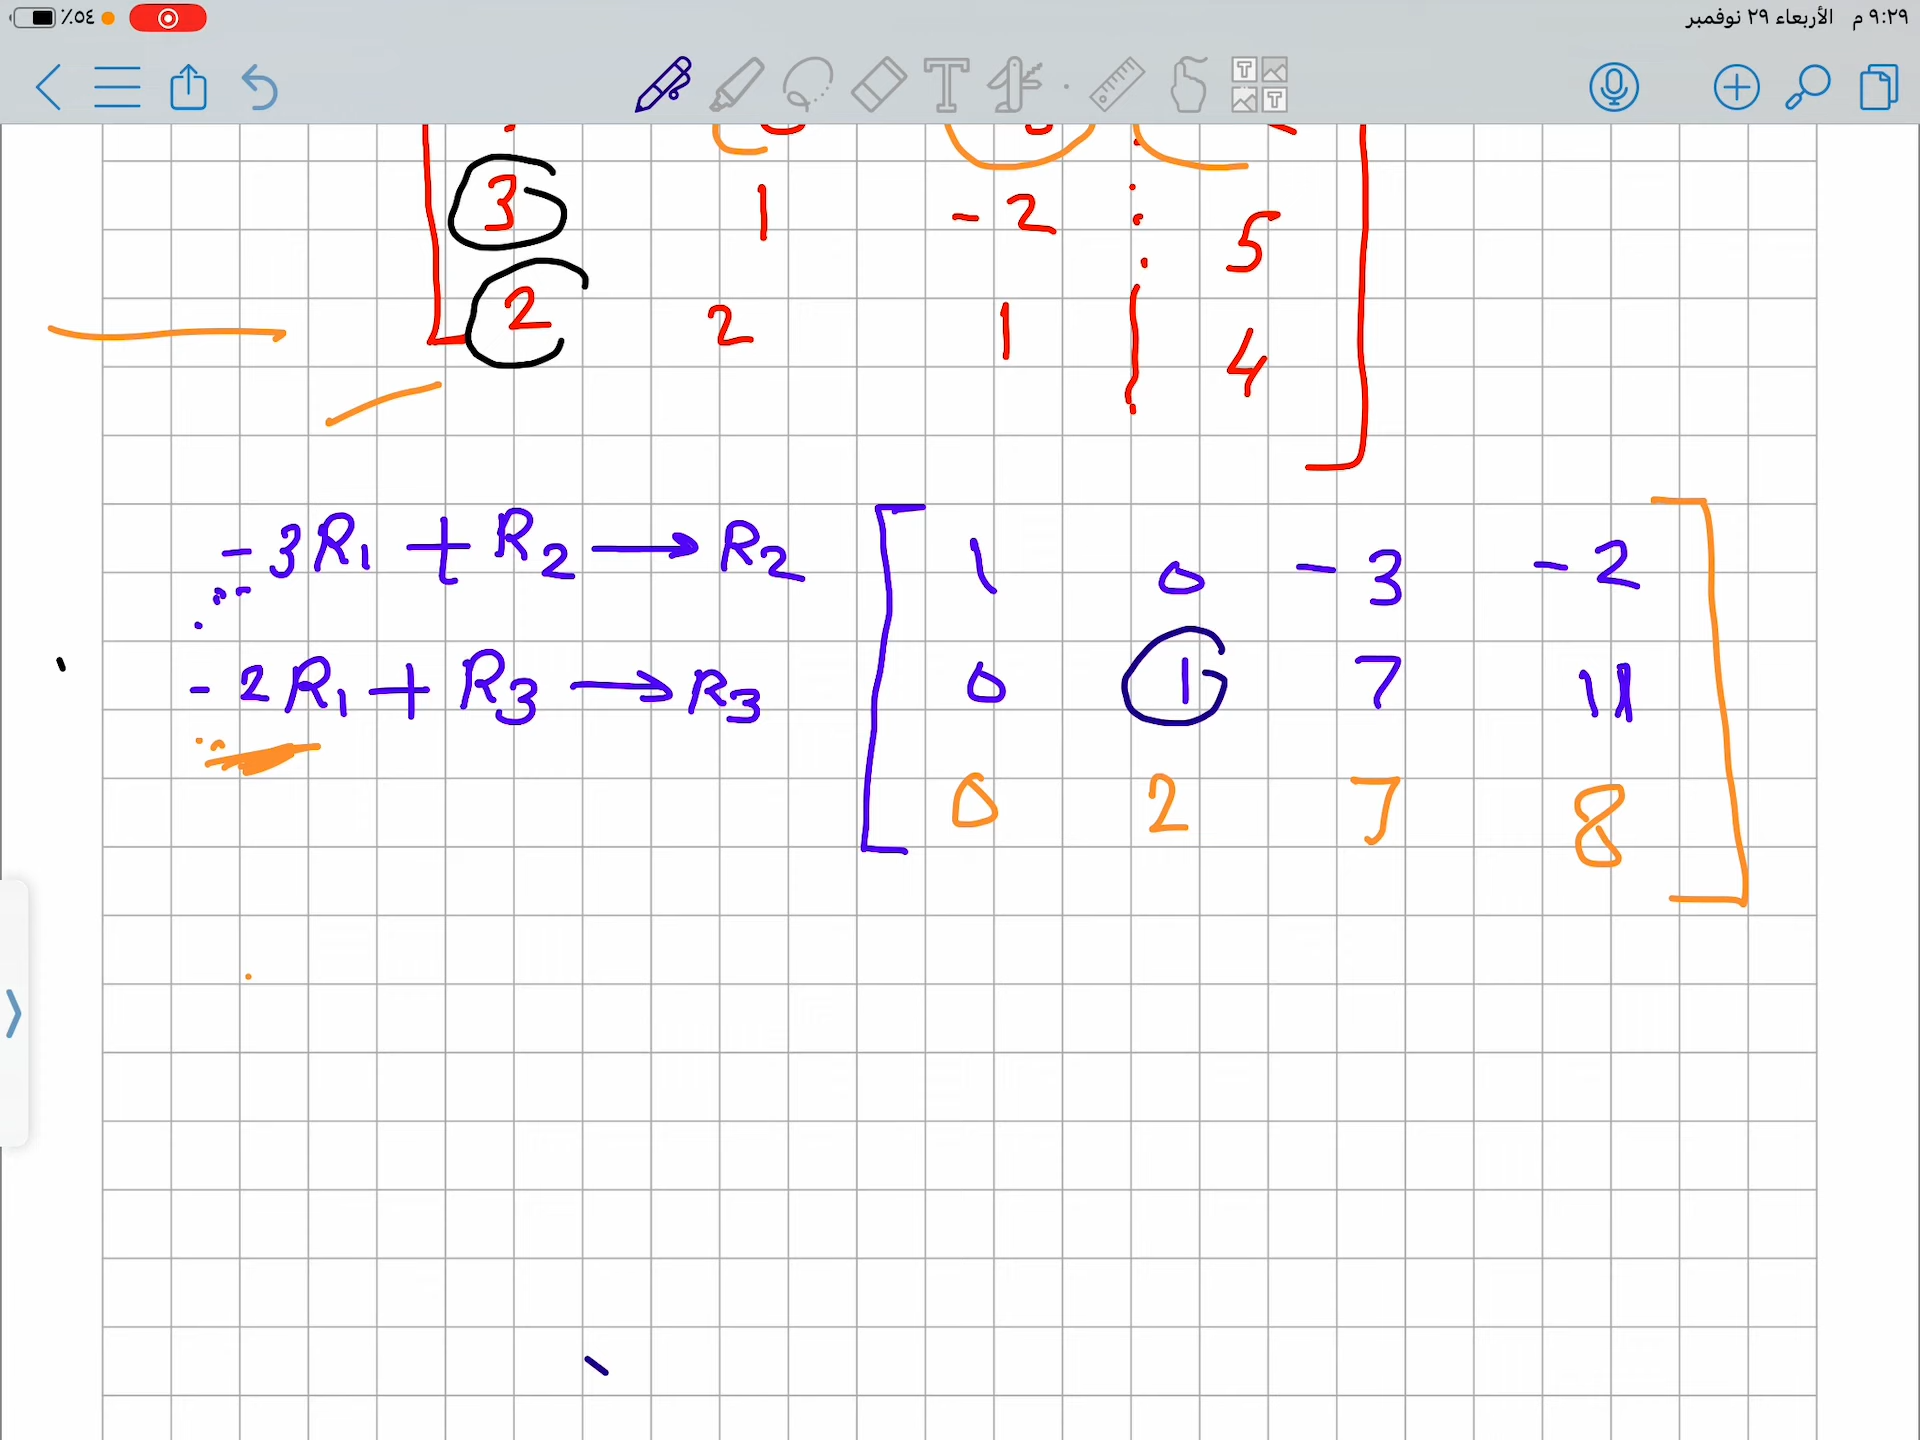 ٪٥٤ الأربعاء ٢٩ نوفمبر ٩:٢٩ م
3 1 -2 5
2 2 1 4
-3R₁ + R₂ → R₂ 1 0 -3 -2
-2R₁ + R₃ → R₃ 0 1 7 11
0 2 7 8